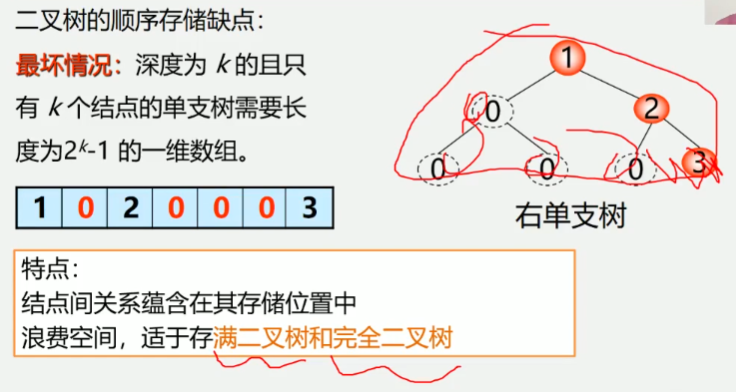 二叉树的顺序存储缺点：
最坏情况：深度为 k 的且只
有 k 个结点的单支树需要长
度为2ᵏ-1 的一维数组。
1 0 2 0 0 0 3
1
0 2
0 0 0 3
右单支树
特点：
结点间关系蕴含在其存储位置中
浪费空间，适于存满二叉树和完全二叉树